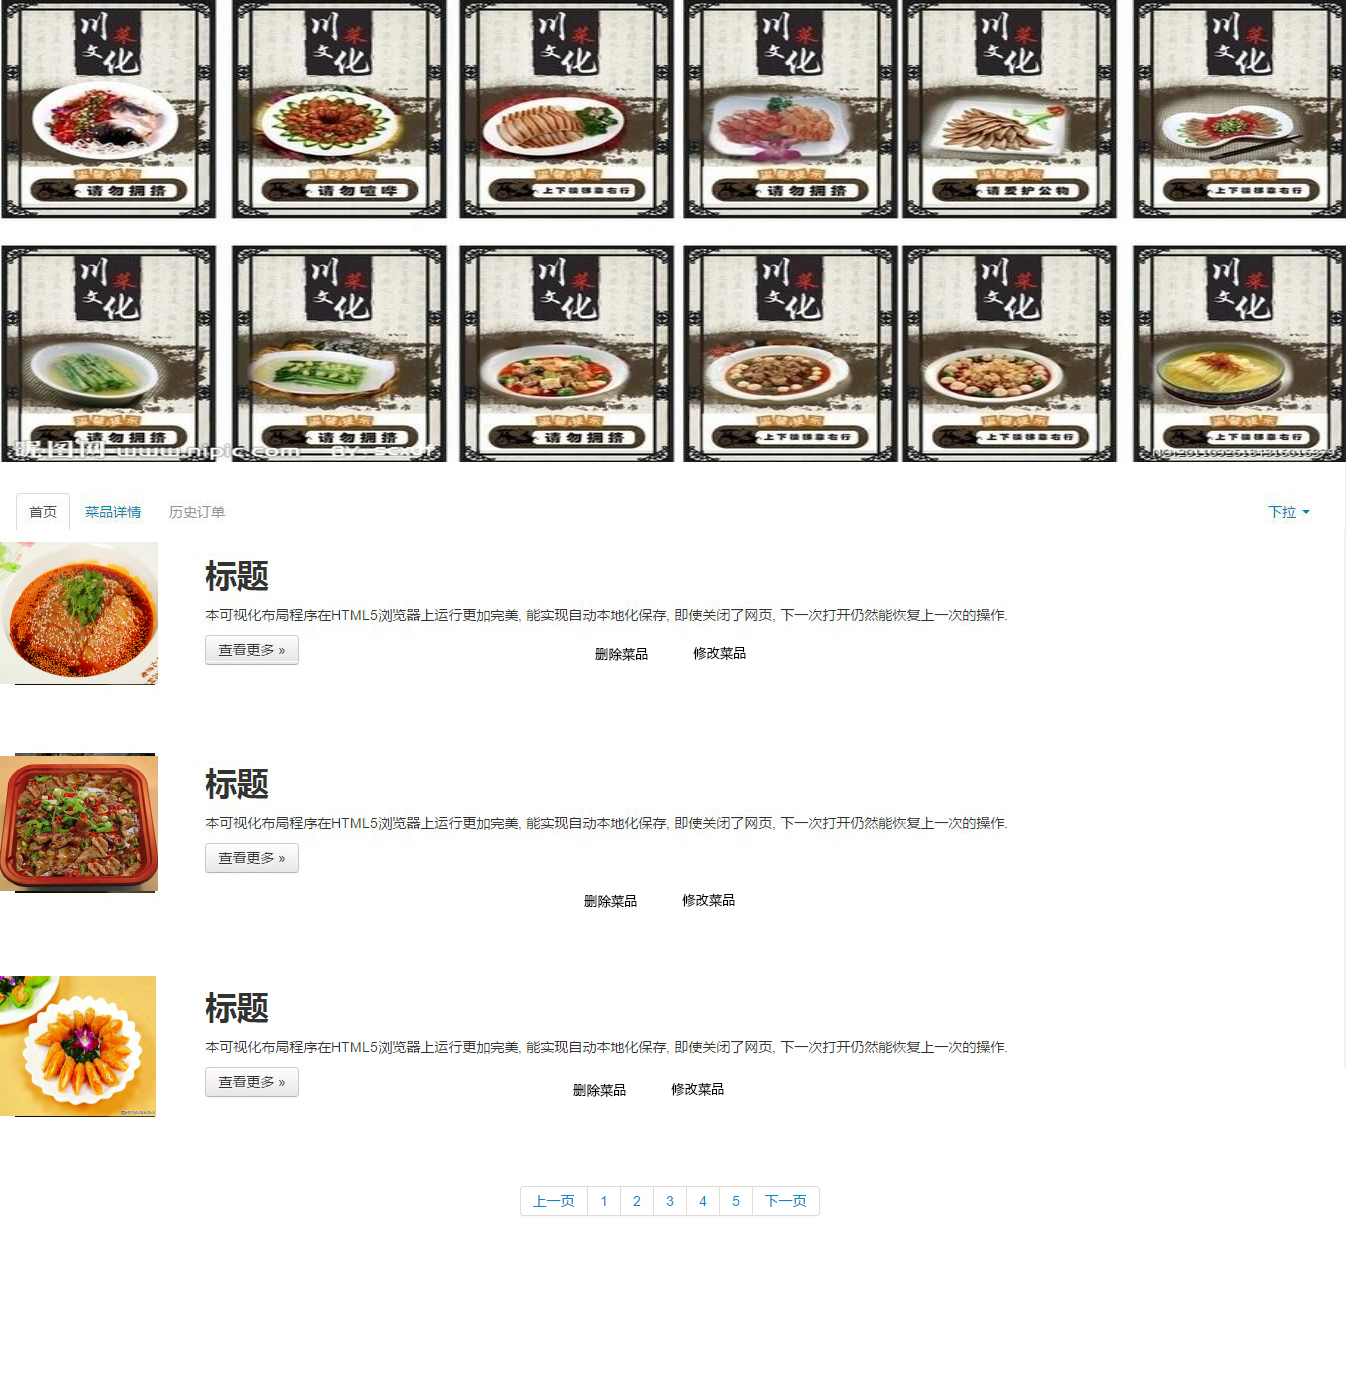 川菜文化 川菜文化 川菜文化 川菜文化 川菜文化 川菜文化
请勿拥挤 请勿喧哗 上下楼梯靠右行 请勿拥挤 请爱护公物 上下楼梯靠右行
川菜文化 川菜文化 川菜文化 川菜文化 川菜文化 川菜文化
请勿拥挤 请勿拥挤 请勿拥挤 上下楼梯靠右行 上下楼梯靠右行 上下楼梯靠右行
昵图网 www.nipic.com
首页 菜品详情 历史订单 下拉
标题
本可视化布局程序在HTML5浏览器上运行更加完美, 能实现自动本地化保存, 即使关闭了网页, 下一次打开仍然能恢复上一次的操作.
查看更多 » 删除菜品 修改菜品
标题
本可视化布局程序在HTML5浏览器上运行更加完美, 能实现自动本地化保存, 即使关闭了网页, 下一次打开仍然能恢复上一次的操作.
查看更多 »
删除菜品 修改菜品
标题
本可视化布局程序在HTML5浏览器上运行更加完美, 能实现自动本地化保存, 即使关闭了网页, 下一次打开仍然能恢复上一次的操作.
查看更多 » 删除菜品 修改菜品
上一页 1 2 3 4 5 下一页